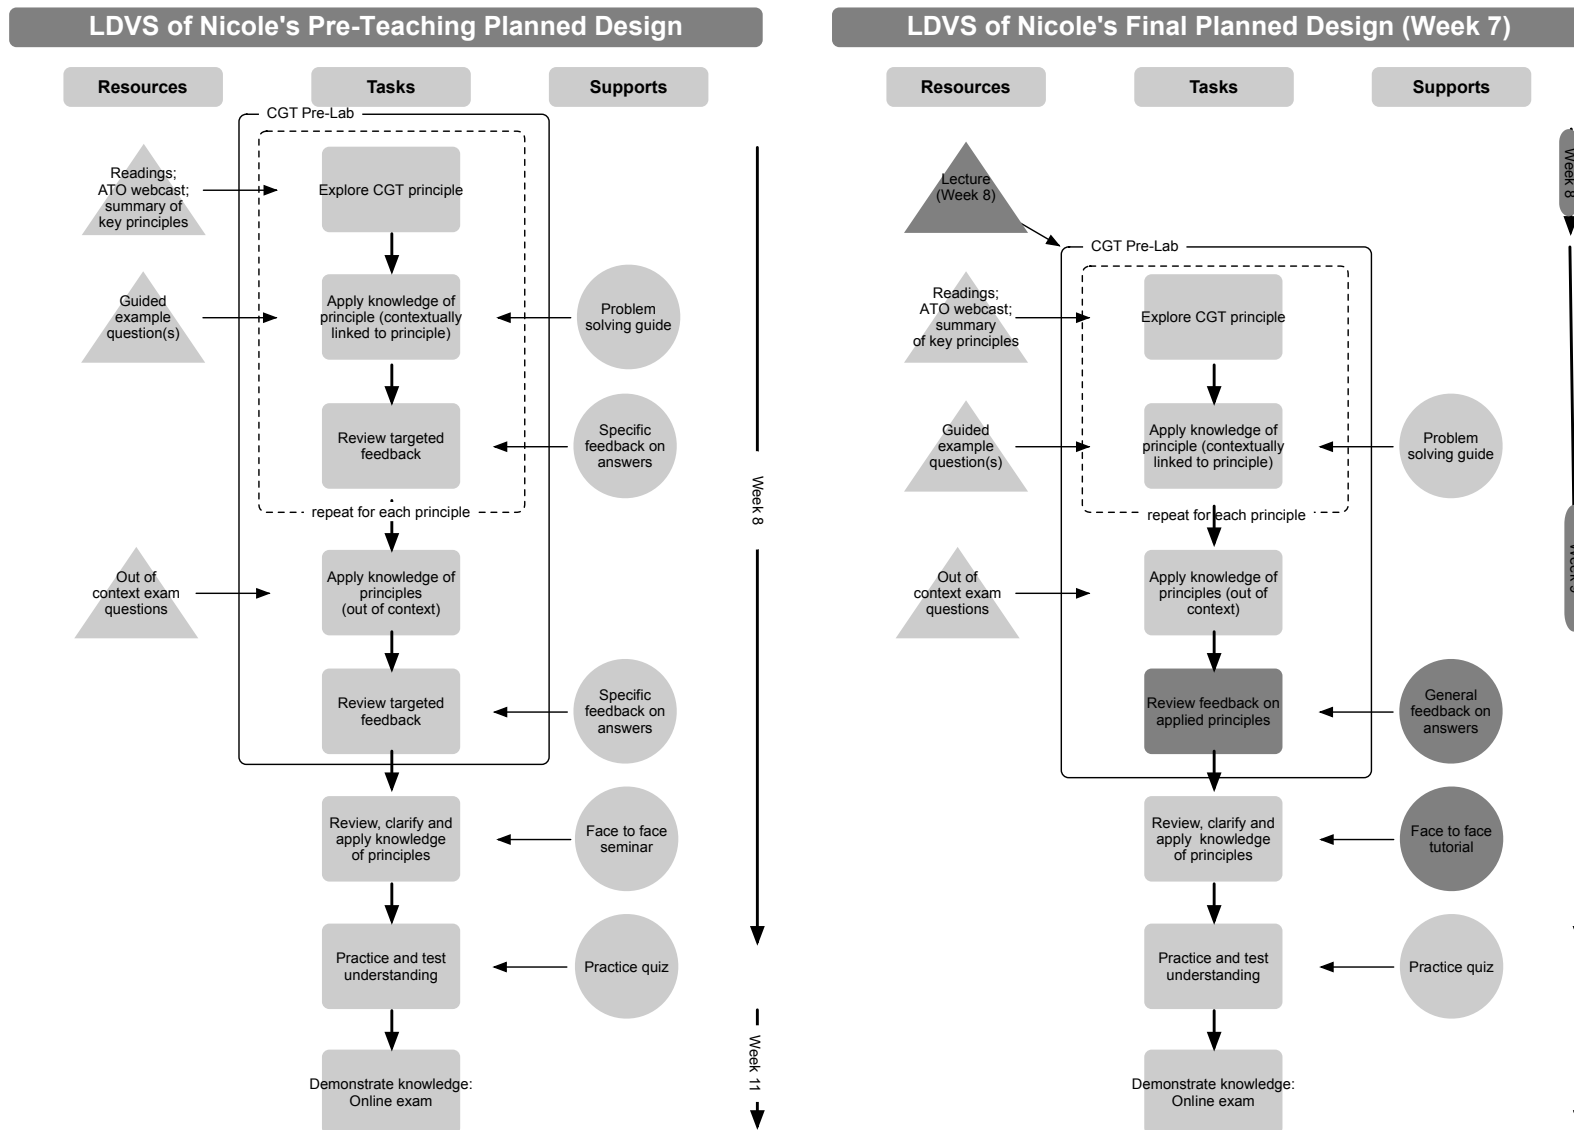 LDVS of Nicole's Pre-Teaching Planned Design
Resources
Tasks
Supports
CGT Pre-Lab
Readings;
ATO webcast;
summary of
key principles
Explore CGT principle
Guided
example
question(s)
Apply knowledge of
principle (contextually
linked to principle)
Problem
solving guide
Review targeted
feedback
Specific
feedback on
answers
repeat for each principle
Out of
context exam
questions
Apply knowledge of
principles
(out of context)
Review targeted
feedback
Specific
feedback on
answers
Review, clarify and
apply knowledge
of principles
Face to face
seminar
Practice and test
understanding
Practice quiz
Demonstrate knowledge:
Online exam
Week 8
Week 11
LDVS of Nicole's Final Planned Design (Week 7)
Resources
Tasks
Supports
Lecture
(Week 8)
CGT Pre-Lab
Readings;
ATO webcast;
summary
of key principles
Explore CGT principle
Guided
example
question(s)
Apply knowledge of
principle (contextually
linked to principle)
Problem
solving guide
repeat for each principle
Out of
context exam
questions
Apply knowledge of
principles (out of
context)
Review feedback on
applied principles
General
feedback on
answers
Review, clarify and
apply knowledge
of principles
Face to face
tutorial
Practice and test
understanding
Practice quiz
Demonstrate knowledge:
Online exam
Week 8